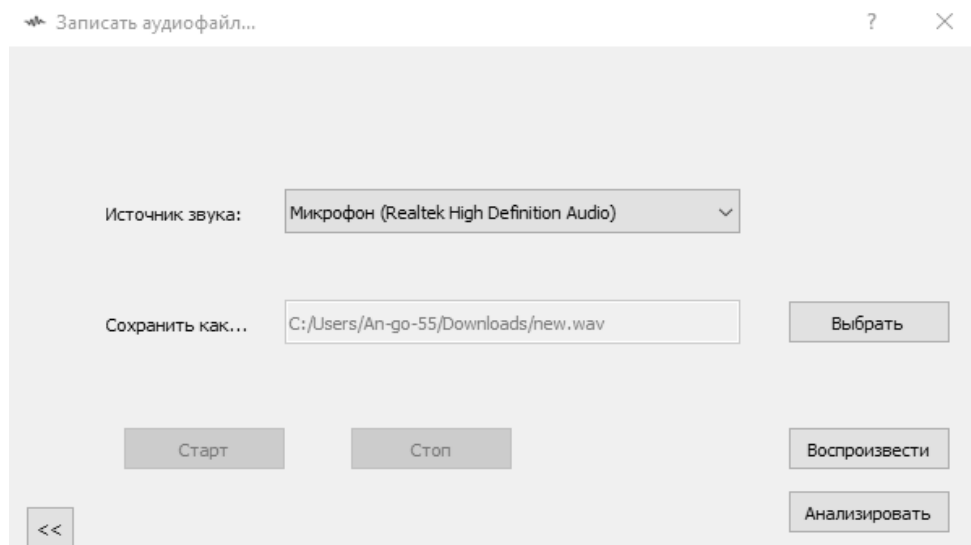 Записать аудиофайл...
?
Источник звука:
Микрофон (Realtek High Definition Audio)
Сохранить как...
C:/Users/An-go-55/Downloads/new.wav
Выбрать
Старт
Стоп
Воспроизвести
Анализировать
<<